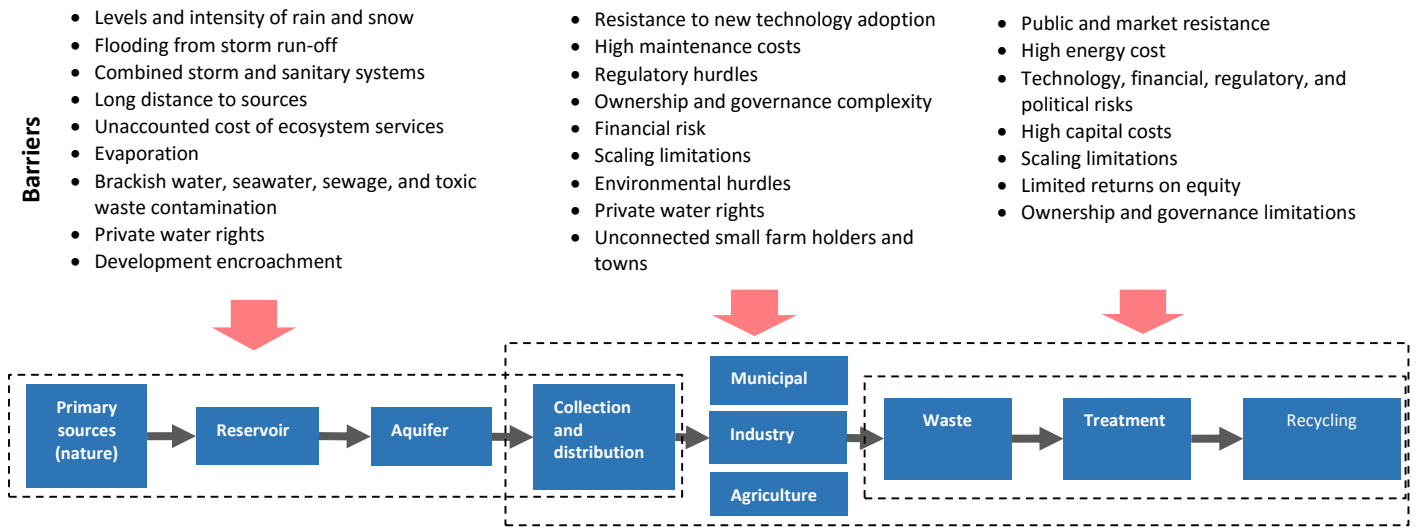 Barriers
• Levels and intensity of rain and snow
• Flooding from storm run-off
• Combined storm and sanitary systems
• Long distance to sources
• Unaccounted cost of ecosystem services
• Evaporation
• Brackish water, seawater, sewage, and toxic
waste contamination
• Private water rights
• Development encroachment
• Resistance to new technology adoption
• High maintenance costs
• Regulatory hurdles
• Ownership and governance complexity
• Financial risk
• Scaling limitations
• Environmental hurdles
• Private water rights
• Unconnected small farm holders and
towns
• Public and market resistance
• High energy cost
• Technology, financial, regulatory, and
political risks
• High capital costs
• Scaling limitations
• Limited returns on equity
• Ownership and governance limitations
Primary
sources
(nature)
Reservoir
Aquifer
Collection
and
distribution
Municipal
Industry
Agriculture
Waste
Treatment
Recycling